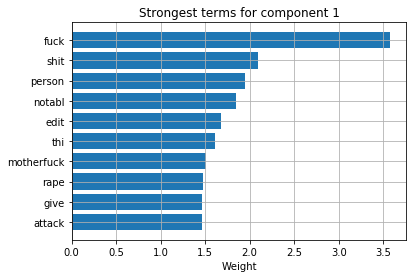 Strongest terms for component 1
fuck
shit
person
notabl
edit
thi
motherfuck
rape
give
attack
0.0 0.5 1.0 1.5 2.0 2.5 3.0 3.5
Weight